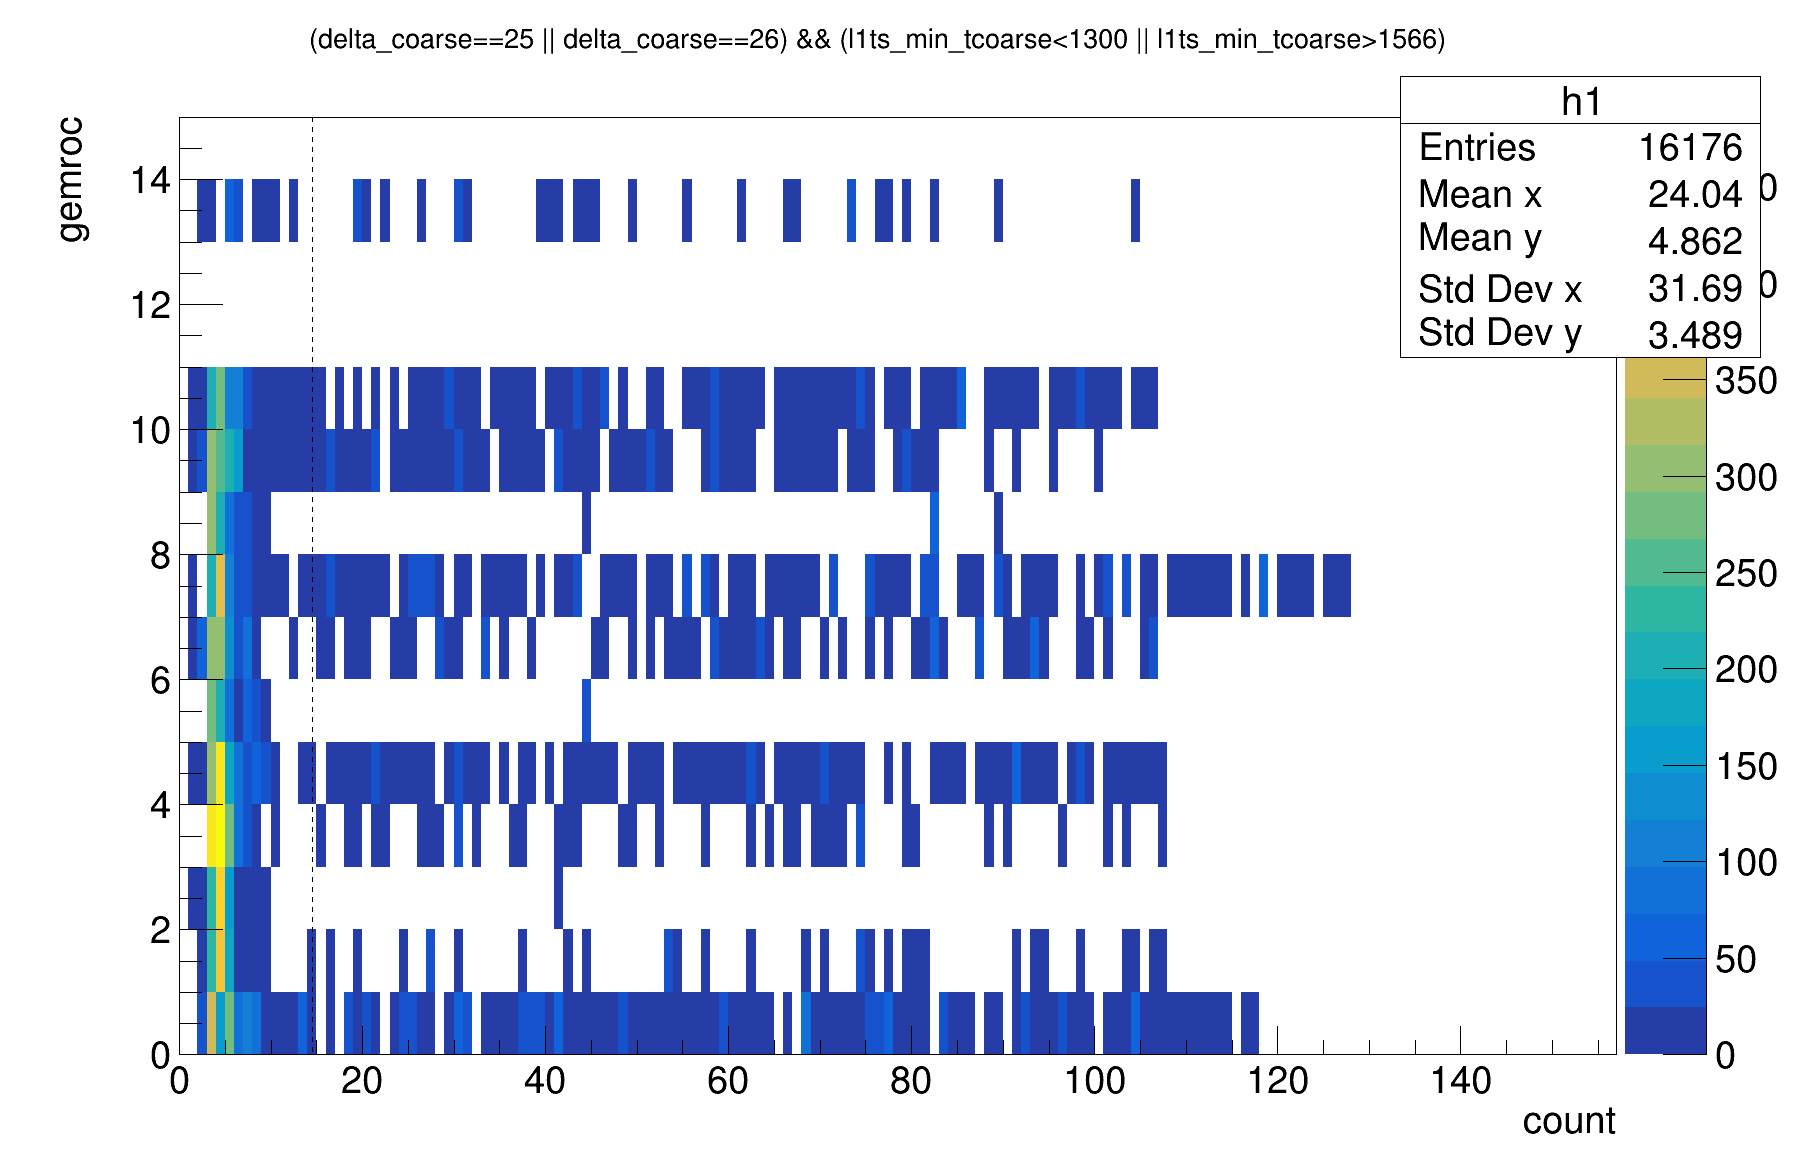 (delta_coarse==25 || delta_coarse==26) && (l1ts_min_tcoarse<1300 || l1ts_min_tcoarse>1566)
h1
Entries 16176
Mean x 24.04
Mean y 4.862
Std Dev x 31.69
Std Dev y 3.489
gemroc
14
12
10
8
6
4
2
0
0 20 40 60 80 100 120 140
count
0
0
350
300
250
200
150
100
50
0